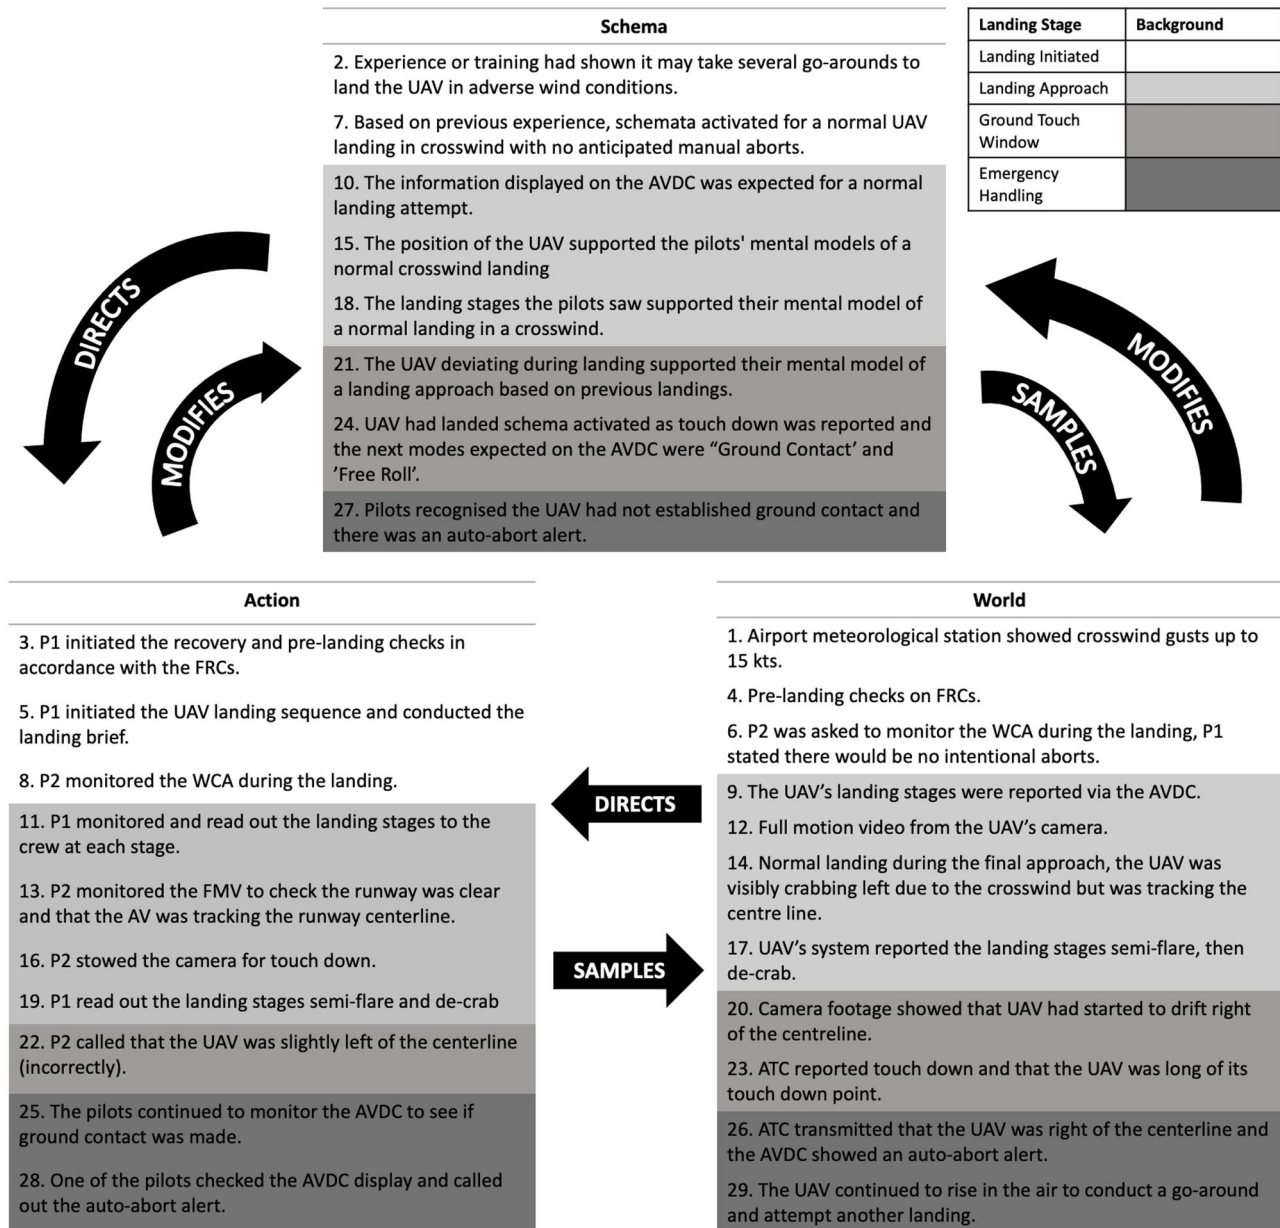 Schema
2. Experience or training had shown it may take several go-arounds to
land the UAV in adverse wind conditions.
7. Based on previous experience, schemata activated for a normal UAV
landing in crosswind with no anticipated manual aborts.
10. The information displayed on the AVDC was expected for a normal
landing attempt.
15. The position of the UAV supported the pilots' mental models of a
normal crosswind landing
18. The landing stages the pilots saw supported their mental model of
a normal landing in a crosswind.
21. The UAV deviating during landing supported their mental model of
a landing approach based on previous landings.
24. UAV had landed schema activated as touch down was reported and
the next modes expected on the AVDC were “Ground Contact’ and
’Free Roll’.
27. Pilots recognised the UAV had not established ground contact and
there was an auto-abort alert.
Landing Stage Background
Landing Initiated
Landing Approach
Ground Touch
Window
Emergency
Handling
DIRECTS
MODIFIES
MODIFIES
SAMPLES
Action
3. P1 initiated the recovery and pre-landing checks in
accordance with the FRCs.
5. P1 initiated the UAV landing sequence and conducted the
landing brief.
8. P2 monitored the WCA during the landing.
11. P1 monitored and read out the landing stages to the
crew at each stage.
13. P2 monitored the FMV to check the runway was clear
and that the AV was tracking the runway centerline.
16. P2 stowed the camera for touch down.
19. P1 read out the landing stages semi-flare and de-crab
22. P2 called that the UAV was slightly left of the centerline
(incorrectly).
25. The pilots continued to monitor the AVDC to see if
ground contact was made.
28. One of the pilots checked the AVDC display and called
out the auto-abort alert.
DIRECTS
SAMPLES
World
1. Airport meteorological station showed crosswind gusts up to
15 kts.
4. Pre-landing checks on FRCs.
6. P2 was asked to monitor the WCA during the landing, P1
stated there would be no intentional aborts.
9. The UAV’s landing stages were reported via the AVDC.
12. Full motion video from the UAV’s camera.
14. Normal landing during the final approach, the UAV was
visibly crabbing left due to the crosswind but was tracking the
centre line.
17. UAV’s system reported the landing stages semi-flare, then
de-crab.
20. Camera footage showed that UAV had started to drift right
of the centreline.
23. ATC reported touch down and that the UAV was long of its
touch down point.
26. ATC transmitted that the UAV was right of the centerline and
the AVDC showed an auto-abort alert.
29. The UAV continued to rise in the air to conduct a go-around
and attempt another landing.